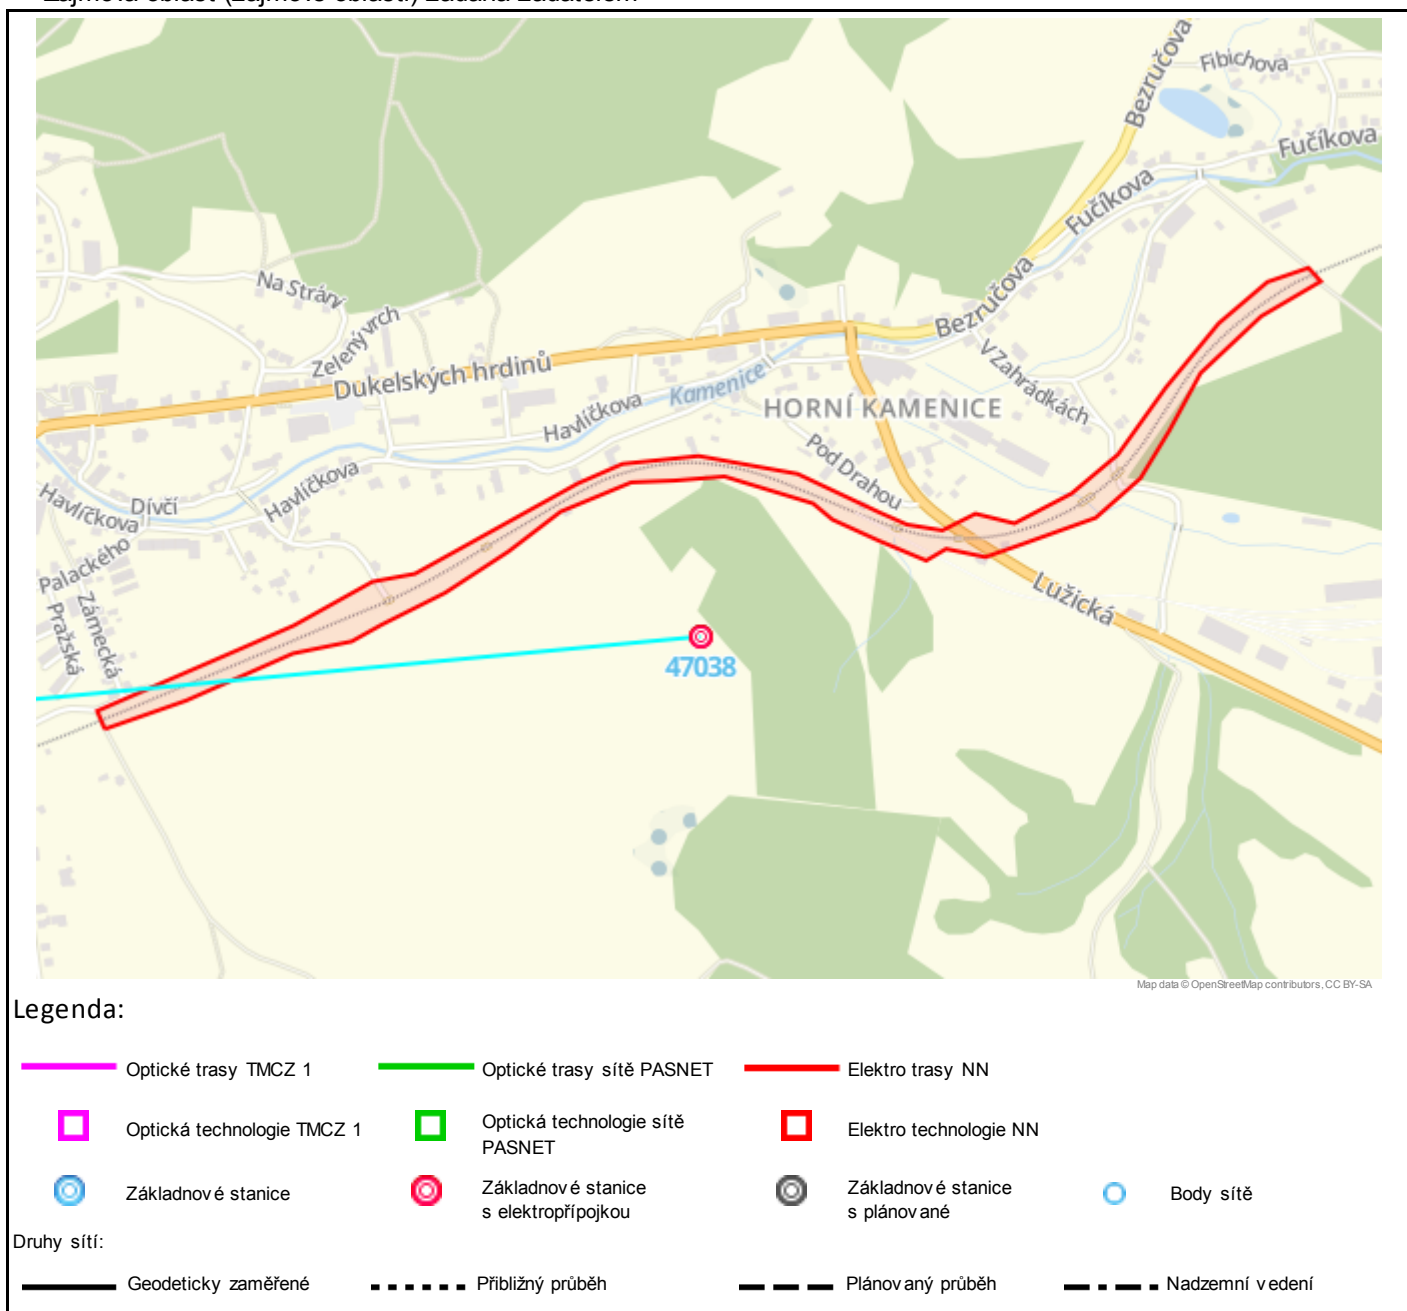 Bezručova
Fibichova
Fučíkova
Fučíkova
Na Stráni
Zelený vrch
Bezručova
Dukelských hrdinů
V Zahrádkách
Kamenice
HORNÍ KAMENICE
Havlíčkova
Pod Drahou
Havlíčkova
Havlíčkova
Dívčí
Palackého
Zámecká
Pražská
Lužická
47038
Map data © OpenStreetMap contributors, CC BY-SA
Legenda:
Optické trasy TMCZ 1
Optické trasy sítě PASNET
Elektro trasy NN
Optická technologie TMCZ 1
Optická technologie sítě
PASNET
Elektro technologie NN
Základnové stanice
Základnové stanice
s elektropřípojkou
Základnové stanice
s plánované
Body sítě
Druhy sítí:
Geodeticky zaměřené
Přibližný průběh
Plánovaný průběh
Nadzemní vedení